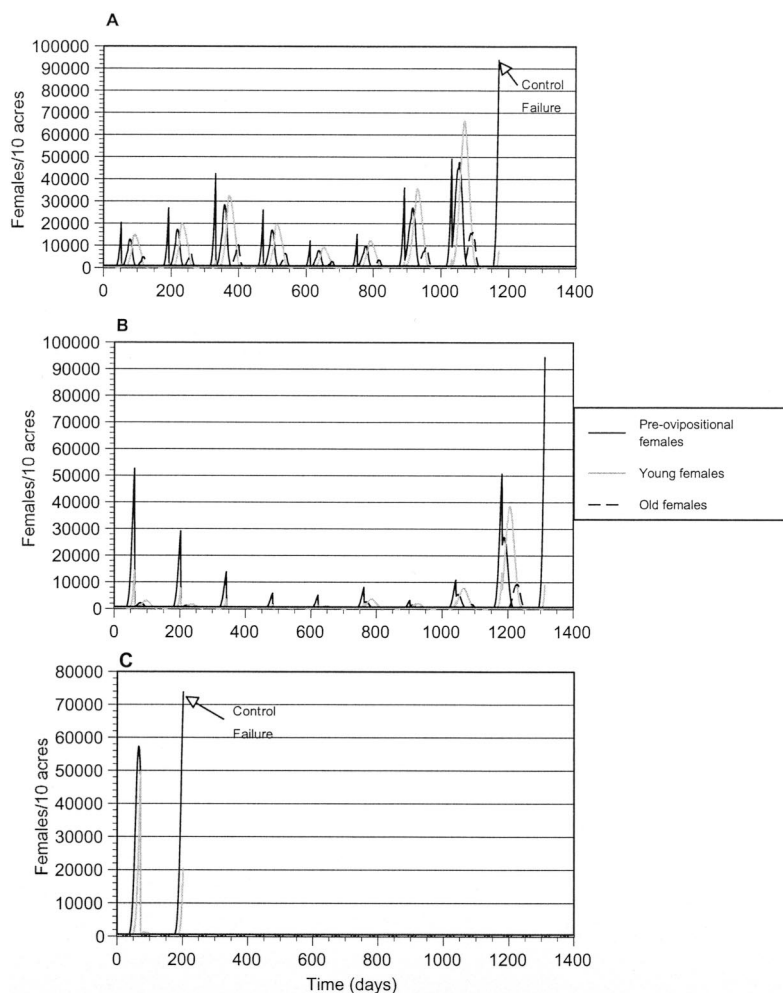 A
100000
90000
80000
70000
60000
50000
40000
30000
20000
10000
0
Females/10 acres
Control
Failure
0 200 400 600 800 1000 1200 1400
B
100000
90000
80000
70000
60000
50000
40000
30000
20000
10000
0
Females/10 acres
0 200 400 600 800 1000 1200 1400
Pre-ovipositional
females
Young females
Old females
C
80000
70000
60000
50000
40000
30000
20000
10000
0
Females/10 acres
Control
Failure
0 200 400 600 800 1000 1200 1400
Time (days)